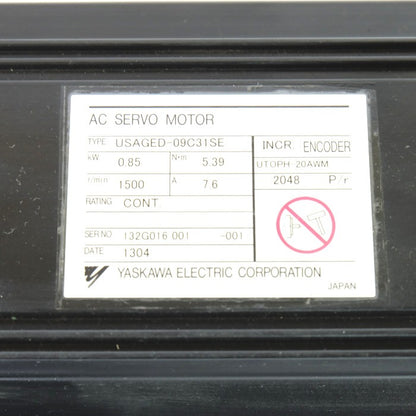 AC SERVO MOTOR
TYPE USAGED-09C31SE INCR. ENCODER
kW 0.85 N·m 5.39 UTOPH 20AWM
r/min 1500 A 7.6 2048 P/r
RATING CONT.
SER NO 132G016 001 -001
DATE 1304
YASKAWA ELECTRIC CORPORATION
JAPAN